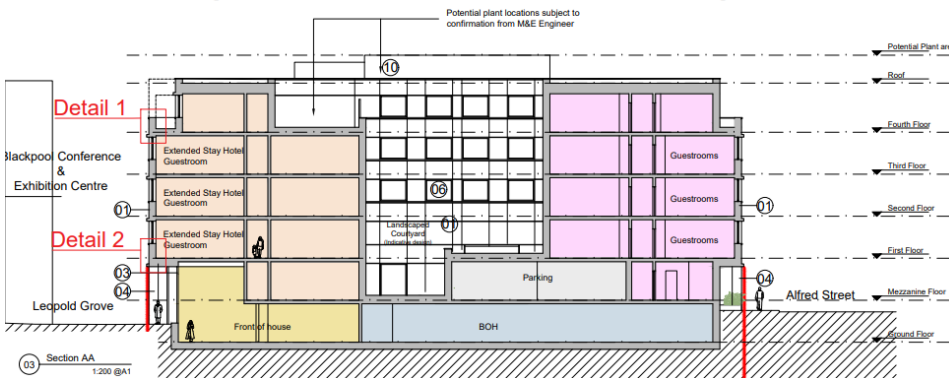 Potential plant locations subject to
confirmation from M&E Engineer
Potential Plant are
10
Roof
Detail 1
Fourth Floor
Blackpool Conference
&
Exhibition Centre
Extended Stay Hotel
Guestroom
Guestrooms
Third Floor
Extended Stay Hotel
Guestroom
06
Guestrooms
01
01
Second Floor
01
Landscaped
Courtyard
(Indicative design)
Detail 2
Extended Stay Hotel
Guestroom
Guestrooms
First Floor
03
04
Parking
04
Leopold Grove
Alfred Street
Mezzanine Floor
Front of house
BOH
Ground Floor
03
Section AA
1:200 @A1